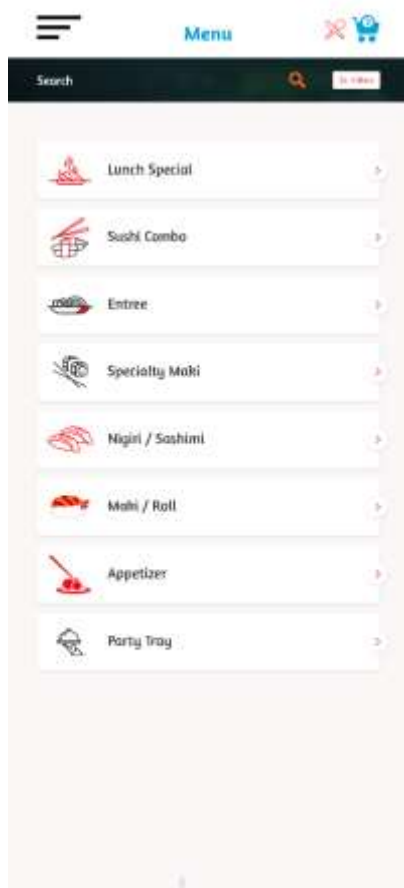 Menu
Search
Lunch Special
Sushi Combo
Entree
Specialty Maki
Nigiri / Sashimi
Maki / Roll
Appetizer
Party Tray